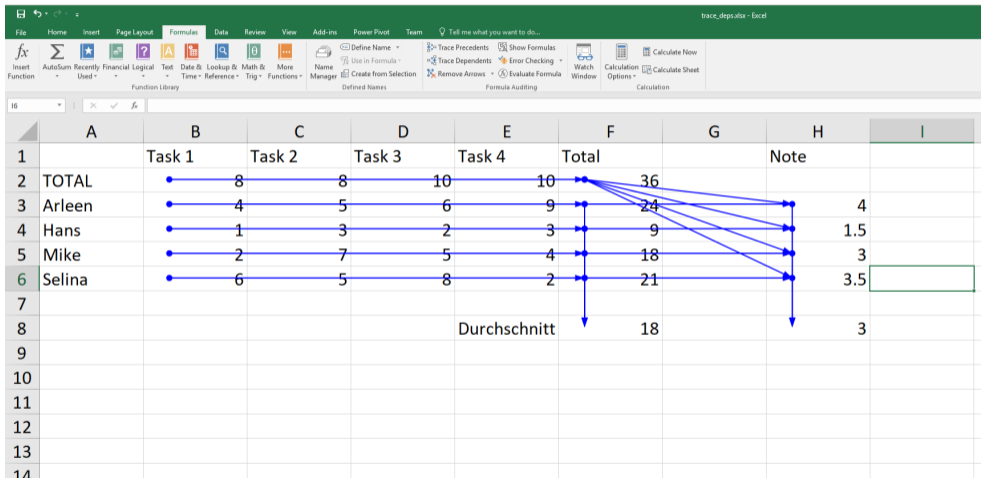 trace_deps.xlsx - Excel
File Home Insert Page Layout Formulas Data Review View Add-ins Power Pivot Team Tell me what you want to do...
fx Insert Function
Σ AutoSum
Recently Used
Financial
Logical
Text
Date & Time
Lookup & Reference
Math & Trig
More Functions
Function Library
Name Manager
Define Name
Use in Formula
Create from Selection
Defined Names
Trace Precedents
Trace Dependents
Remove Arrows
Show Formulas
Error Checking
Evaluate Formula
Formula Auditing
Watch Window
Calculation Options
Calculate Now
Calculate Sheet
Calculation
I6 fx
A B C D E F G H I
1 Task 1 Task 2 Task 3 Task 4 Total Note
2 TOTAL 8 8 10 10 36
3 Arleen 4 5 6 9 24 4
4 Hans 1 3 2 3 9 1.5
5 Mike 2 7 5 4 18 3
6 Selina 6 5 8 2 21 3.5
7
8 Durchschnitt 18 3
9
10
11
12
13
14